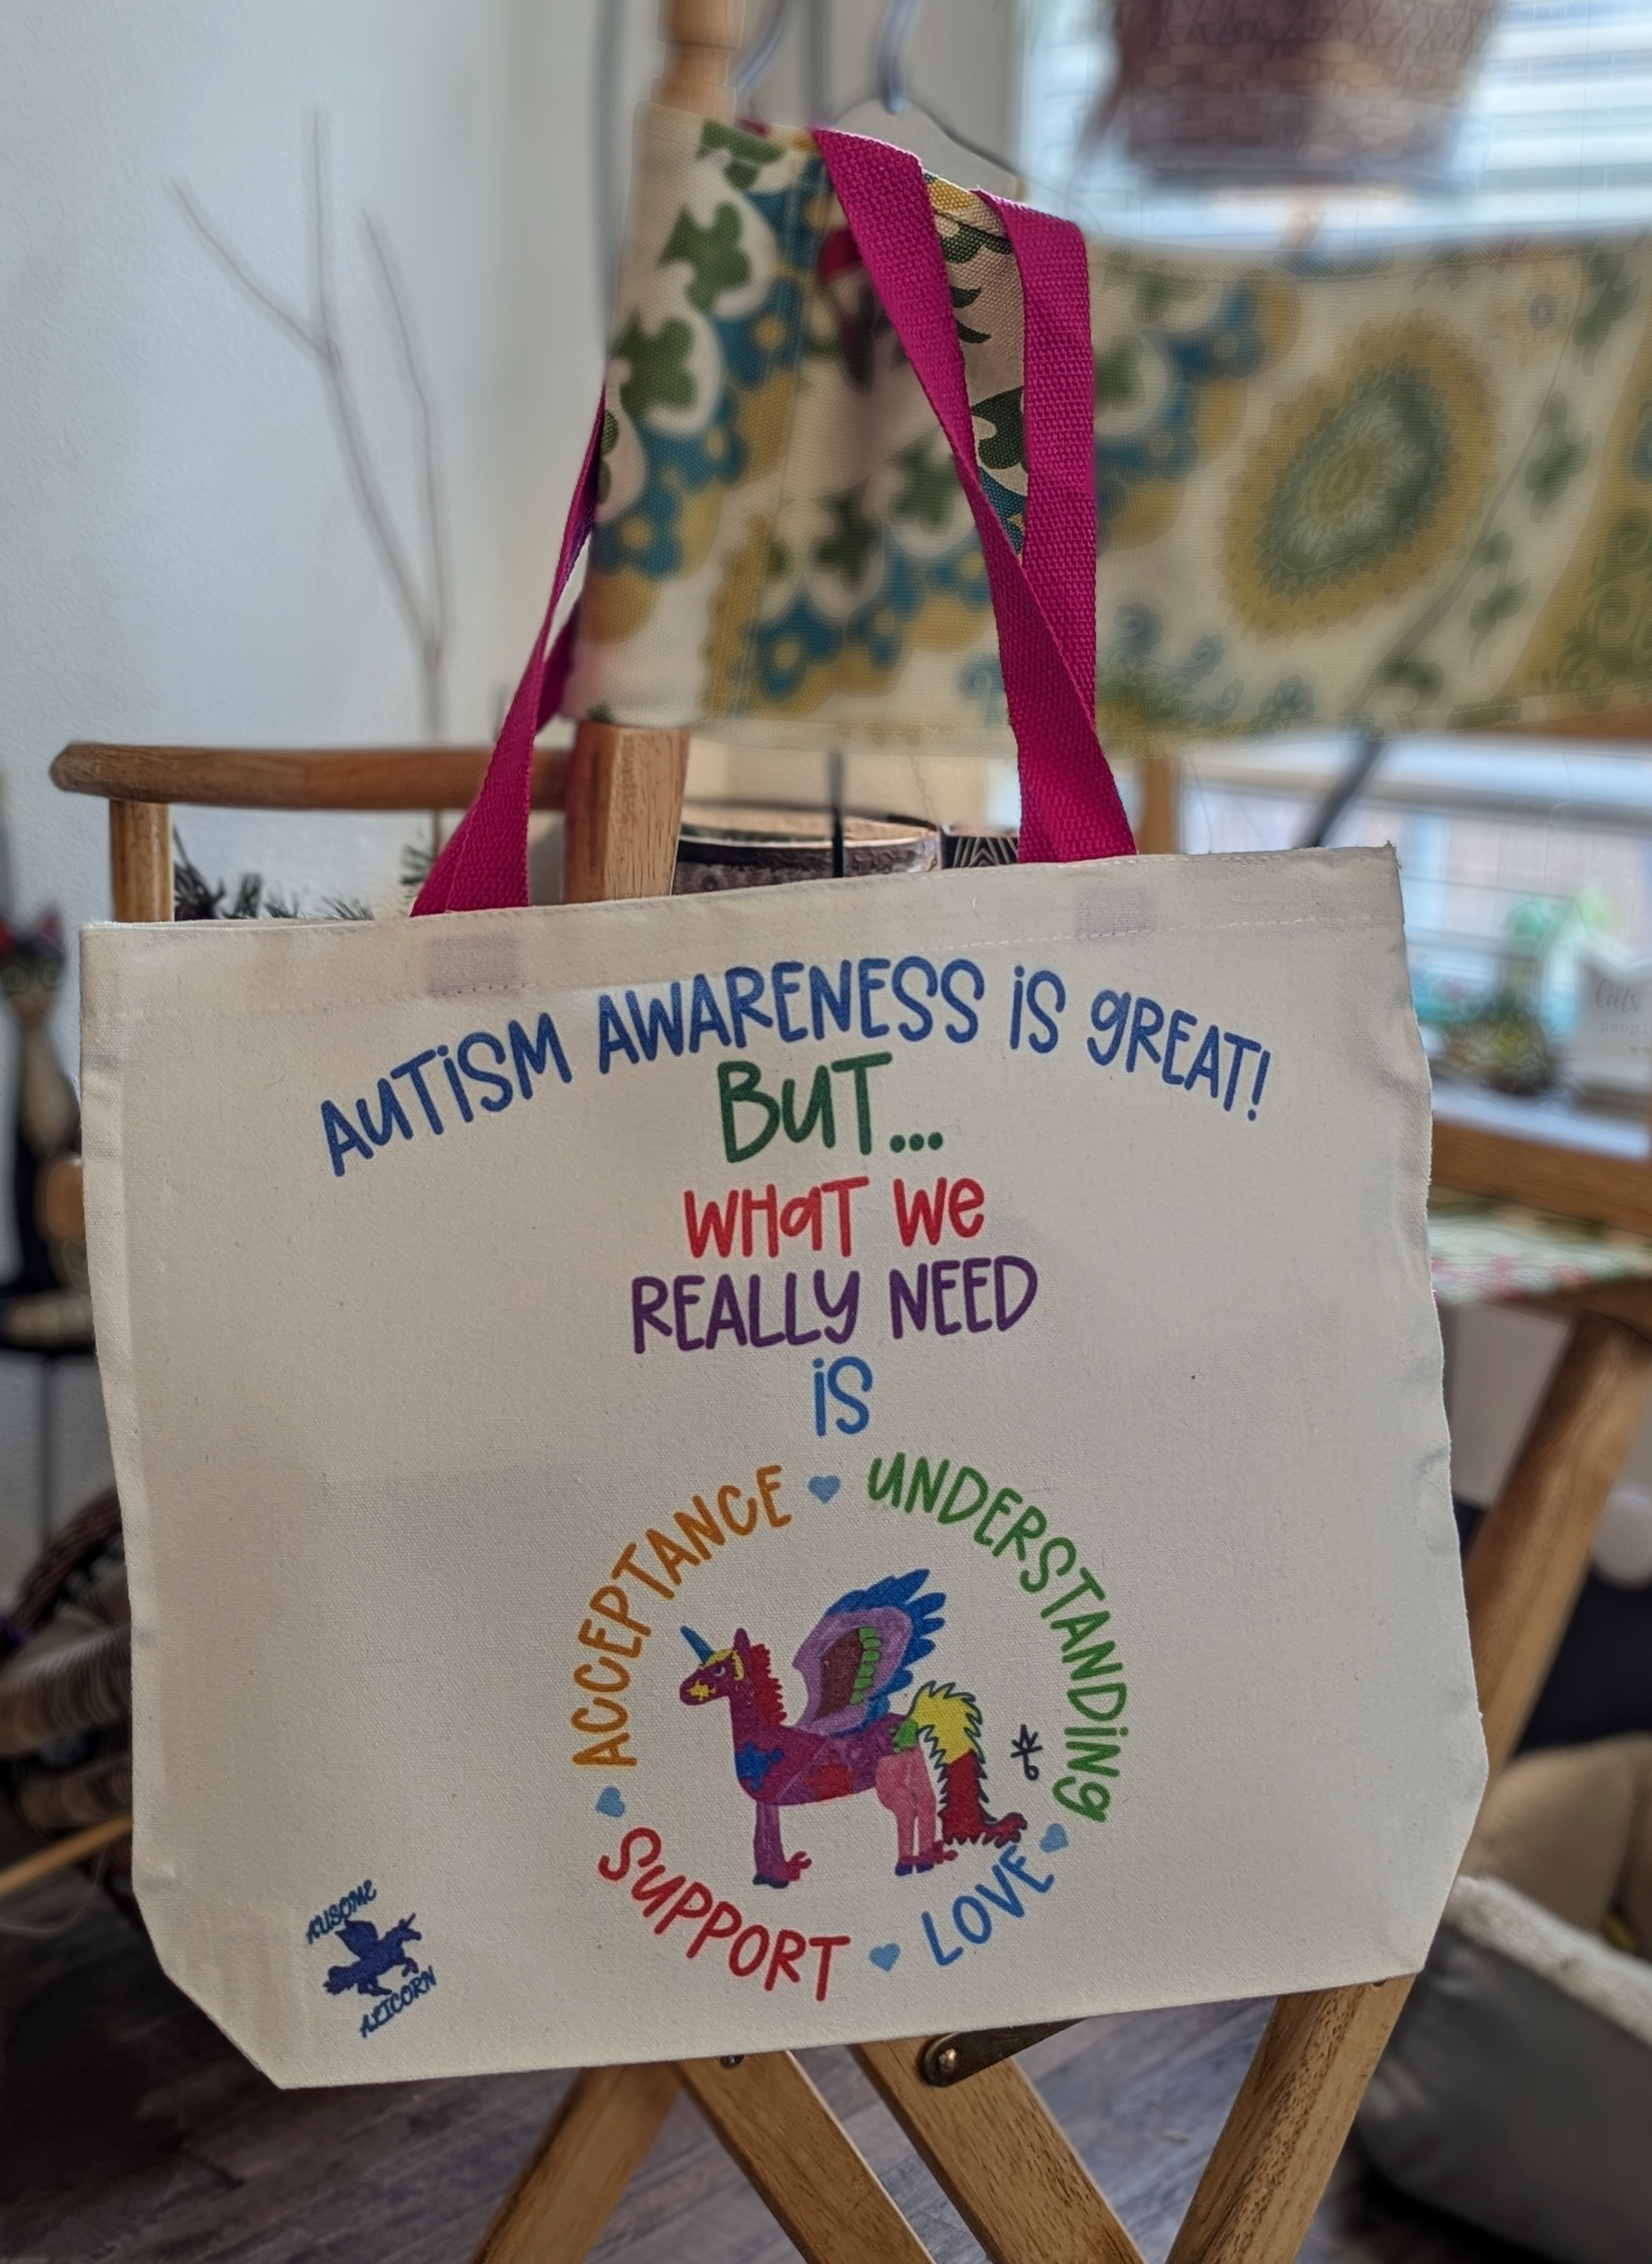 AUTISM AWARENESS IS GREAT!
BUT...
WHAT WE
REALLY NEED
IS
ACCEPTANCE
UNDERSTANDING
SUPPORT
LOVE
AUSOME
ALICORN